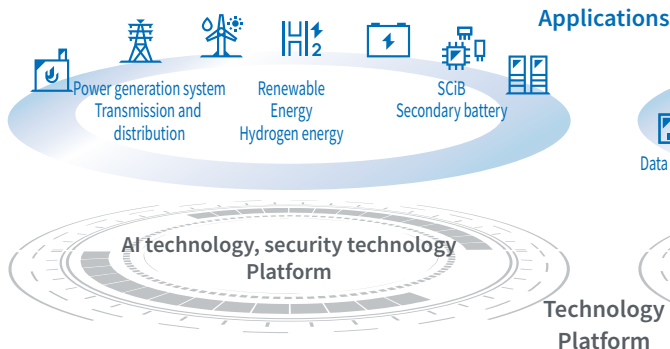 Applications
H2
Power generation system
Transmission and
distribution
Renewable
Energy
Hydrogen energy
SCiB
Secondary battery
Data
AI technology, security technology
Platform
Technology
Platform